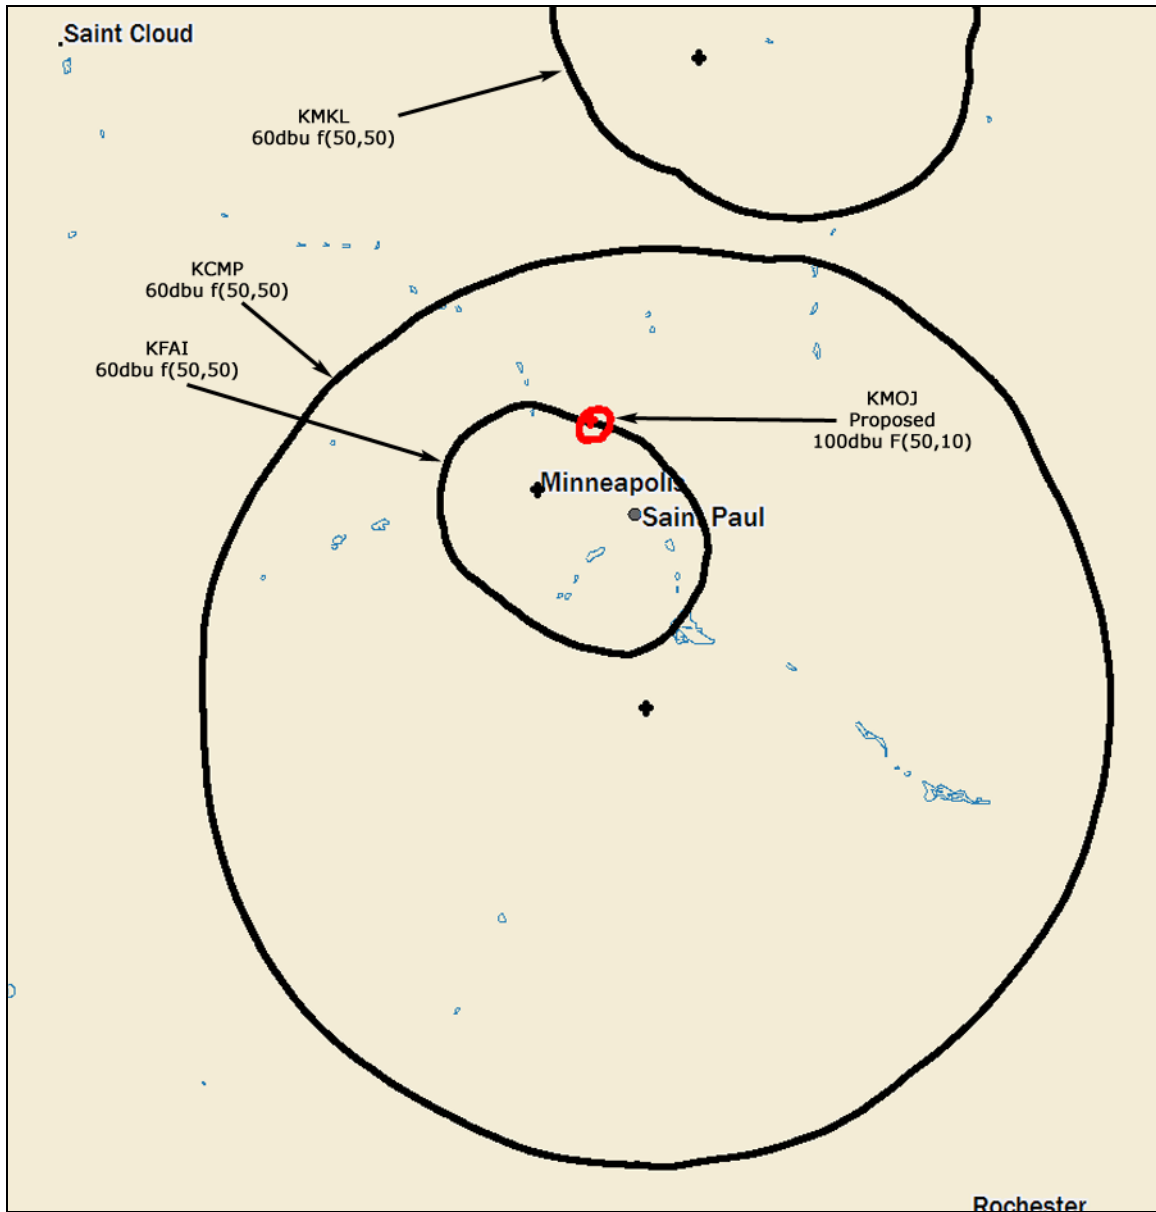 Saint Cloud
KMKL
60dbu f(50,50)
KCMP
60dbu f(50,50)
KFAI
60dbu f(50,50)
KMOJ
Proposed
100dbu F(50,10)
Minneapolis
Saint Paul
Rochester